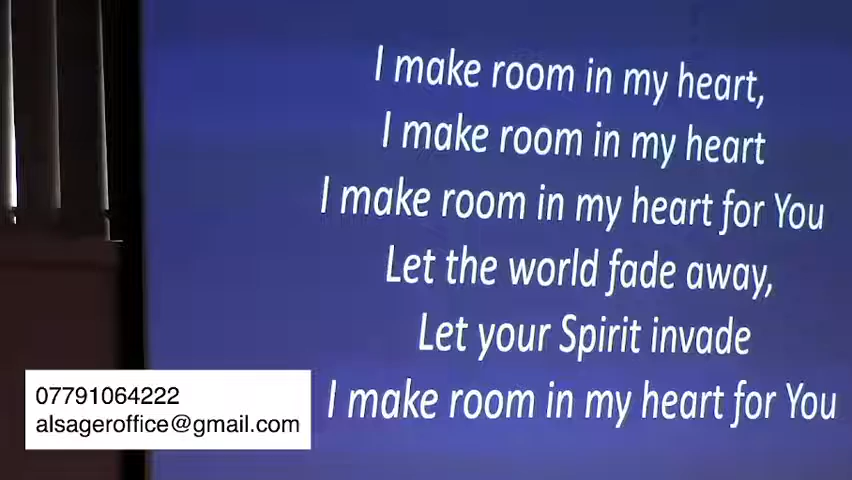 I make room in my heart,
I make room in my heart
I make room in my heart for You
Let the world fade away,
Let your Spirit invade
I make room in my heart for You
07791064222
alsageroffice@gmail.com